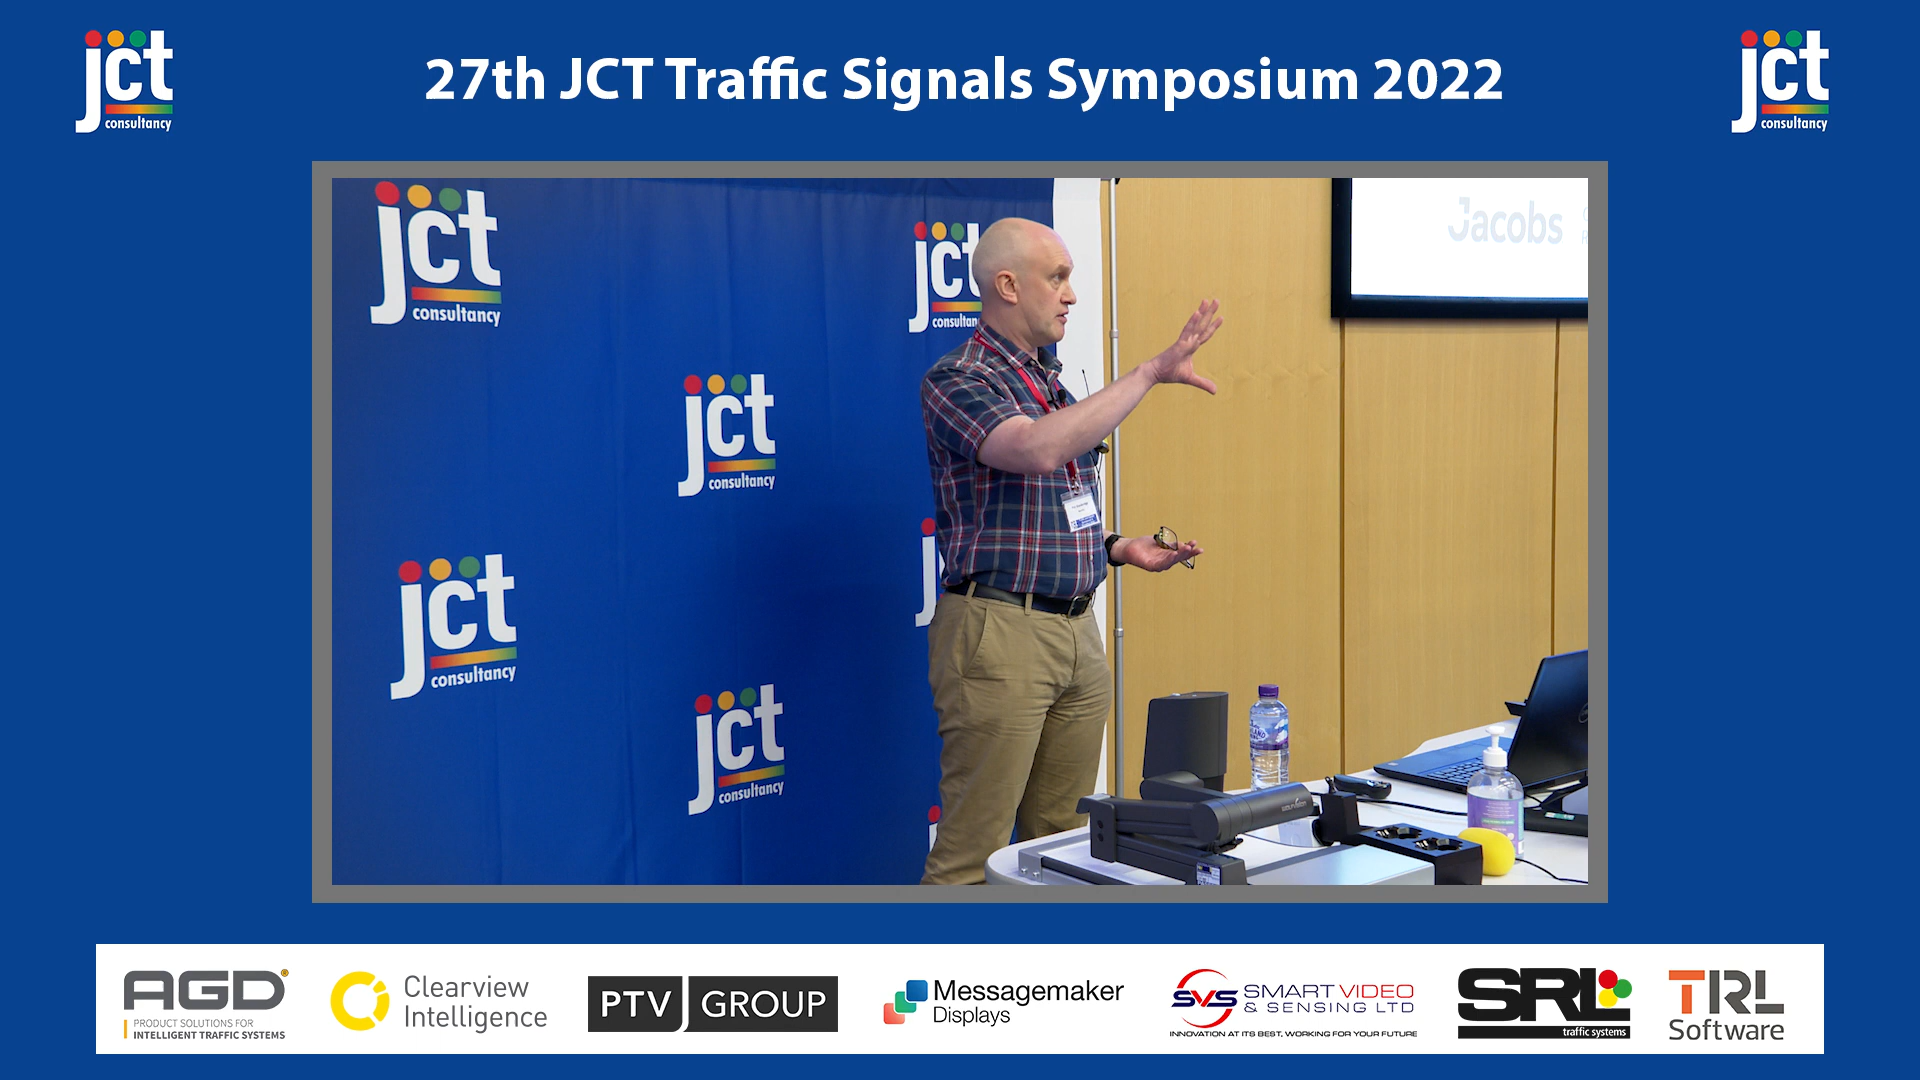 jct
consultancy
27th JCT Traffic Signals Symposium 2022
jct
consultancy
jct
consultancy
jct
consultan
Jacobs
jct
consultancy
jct
consultancy
j
jct
consultancy
AGD
PRODUCT SOLUTIONS FOR
INTELLIGENT TRAFFIC SYSTEMS
Clearview
Intelligence
PTV GROUP
Messagemaker
Displays
SVS SMART VIDEO
& SENSING LTD
INNOVATION AT ITS BEST, WORKING FOR YOUR FUTURE
SRL
traffic systems
TRL
Software